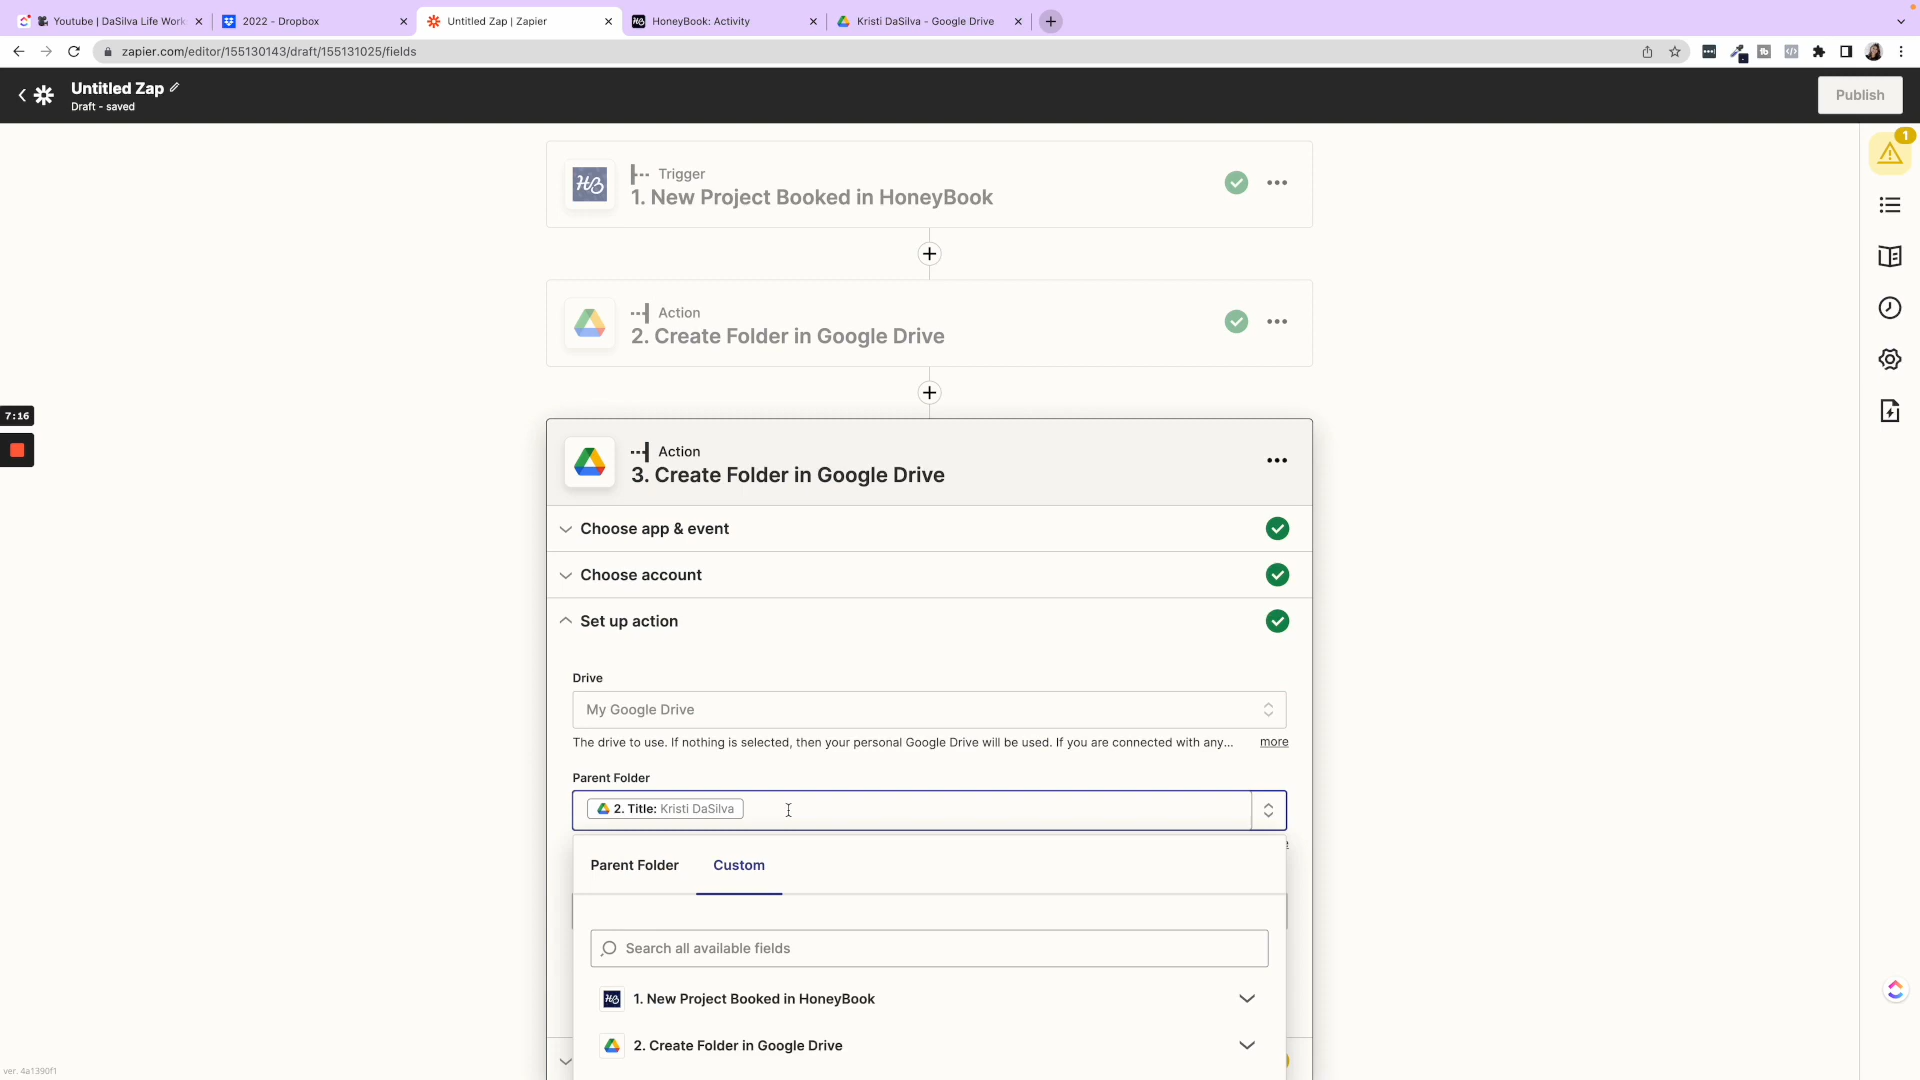 Youtube | DaSilva Life Work
2022 - Dropbox
Untitled Zap | Zapier
HoneyBook: Activity
Kristi DaSilva - Google Drive
zapier.com/editor/155130143/draft/155131025/fields
Untitled Zap
Draft - saved
Publish
1
Trigger
1. New Project Booked in HoneyBook
Action
2. Create Folder in Google Drive
7:16
Action
3. Create Folder in Google Drive
Choose app & event
Choose account
Set up action
Drive
My Google Drive
The drive to use. If nothing is selected, then your personal Google Drive will be used. If you are connected with any... more
Parent Folder
2. Title: Kristi DaSilva
Parent Folder Custom
Search all available fields
1. New Project Booked in HoneyBook
2. Create Folder in Google Drive
ver. 4a1390f1